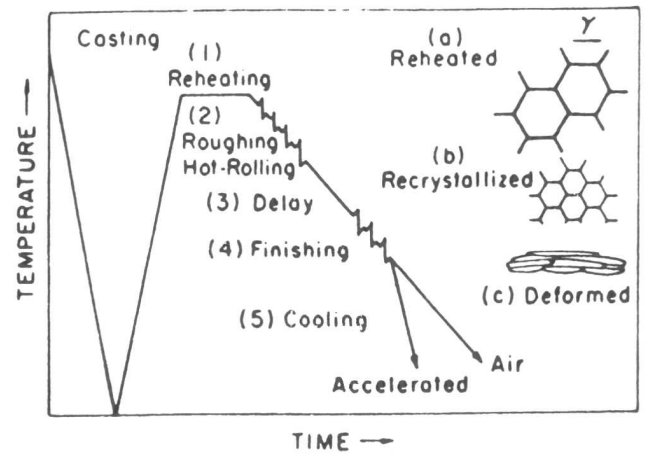 Casting
(1)
Reheating
(2)
Roughing
Hot-Rolling
(3) Delay
(4) Finishing
(5) Cooling
Accelerated
Air
(a)
Reheated
γ
(b)
Recrystallized
(c) Deformed
TEMPERATURE →
TIME →